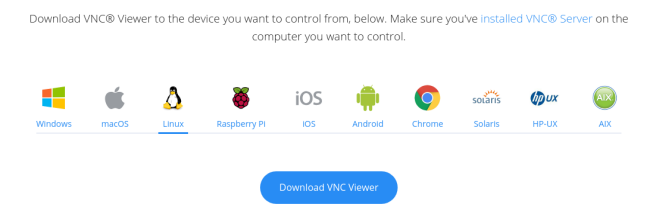 Download VNC® Viewer to the device you want to control from, below. Make sure you've installed VNC® Server on the
computer you want to control.
iOS
solaris
hp UX
AIX
Windows macOS Linux Raspberry Pi iOS Android Chrome Solaris HP-UX AIX
Download VNC Viewer